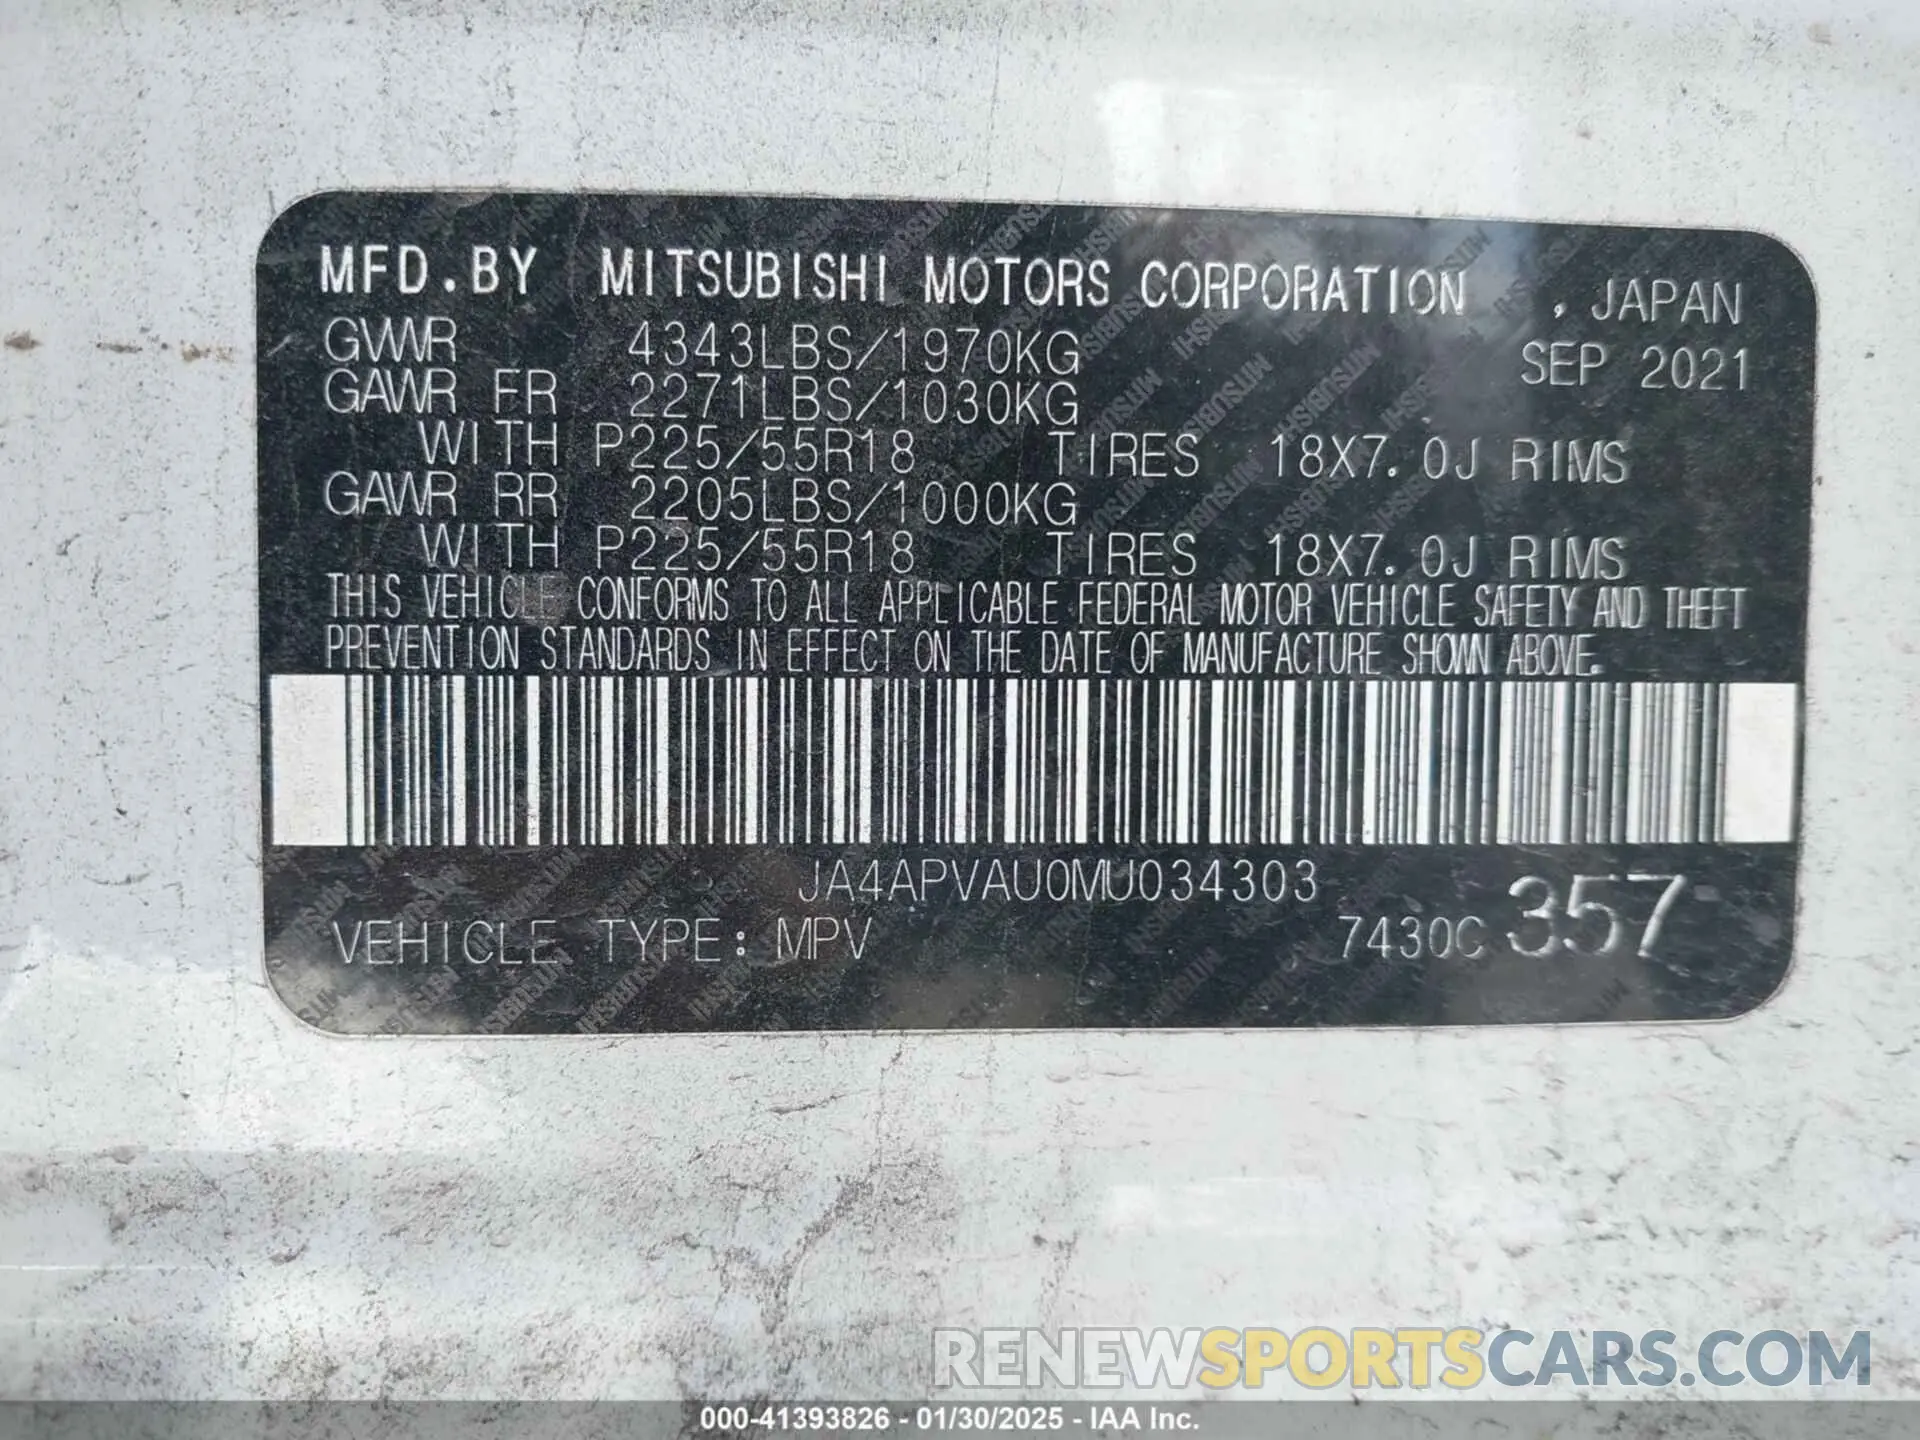 MFD.BY MITSUBISHI MOTORS CORPORATION , JAPAN
GVWR 4343LBS/1970KG SEP 2021
GAWR FR 2271LBS/1030KG
WITH P225/55R18 TIRES 18X7.0J RIMS
GAWR RR 2205LBS/1000KG
WITH P225/55R18 TIRES 18X7.0J RIMS
THIS VEHICLE CONFORMS TO ALL APPLICABLE FEDERAL MOTOR VEHICLE SAFETY AND THEFT
PREVENTION STANDARDS IN EFFECT ON THE DATE OF MANUFACTURE SHOWN ABOVE.
JA4APVAU0MU034303
VEHICLE TYPE: MPV 7430C 357
RENEWSPORTSCARS.COM
000-41393826 - 01/30/2025 - IAA Inc.